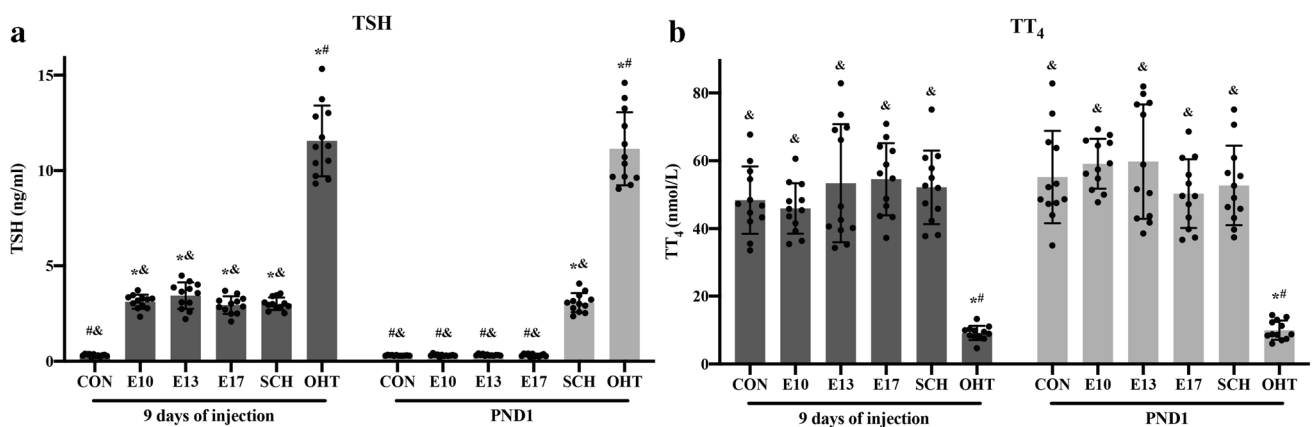 a
TSH
TSH (ng/ml)
15
10
5
0
#& *& *& *& *& *# #& #& #& #& *& *#
CON E10 E13 E17 SCH OHT CON E10 E13 E17 SCH OHT
9 days of injection PND1
b
TT₄
TT₄ (nmol/L)
80
60
40
20
0
& & & & & *# & & & & & *#
CON E10 E13 E17 SCH OHT CON E10 E13 E17 SCH OHT
9 days of injection PND1